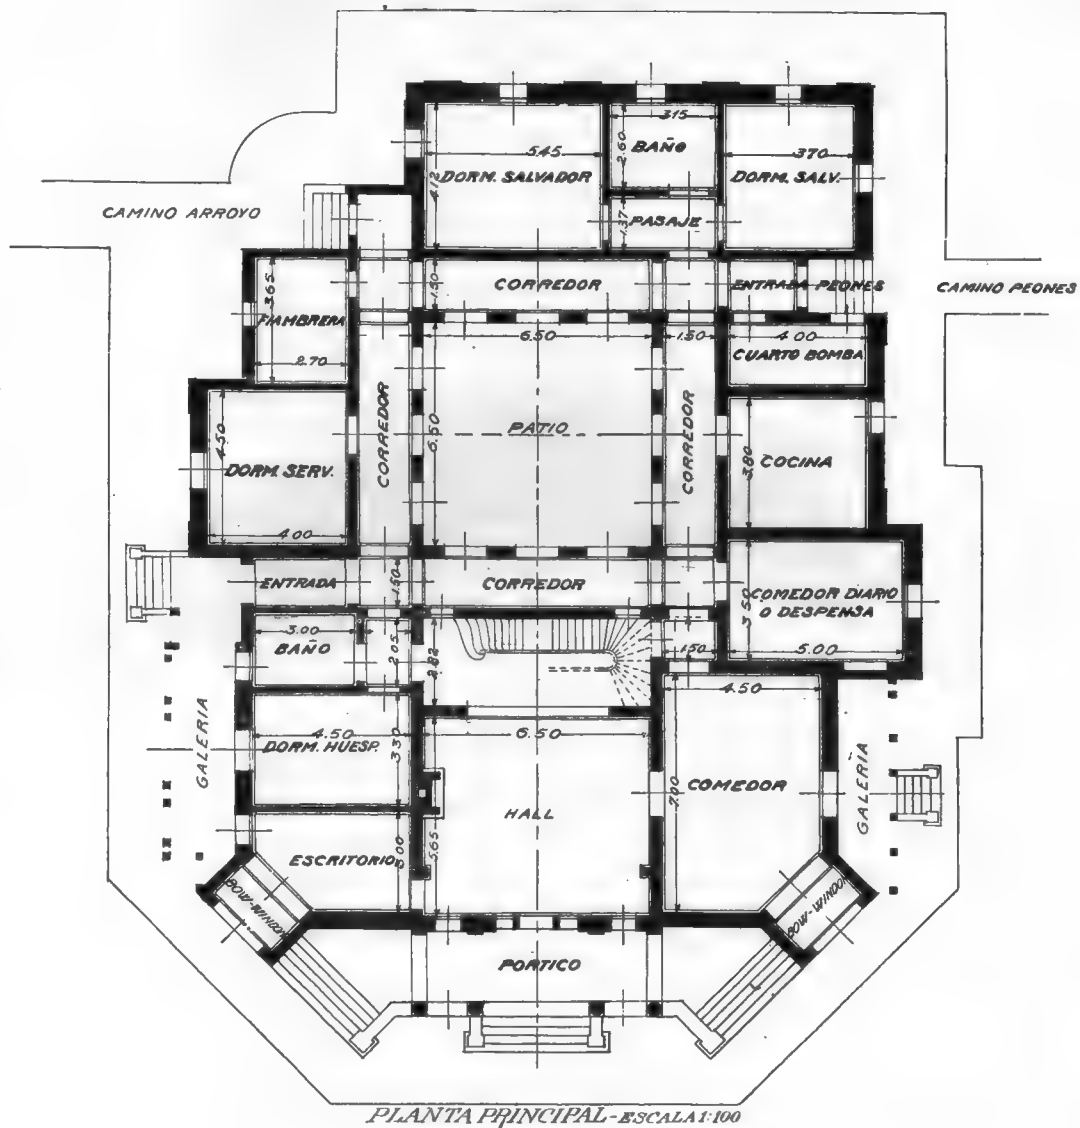 315
2.60
BAÑO
5.45
370
DORM. SALVADOR
DORM. SALV.
4.12
CAMINO ARROYO
1.37
PASAJE
3.65
1.50
CORREDOR
ENTRADA PEONES
CAMINO PEONES
FIAMBRERA
6.50
1.50
4.00
CUARTO BOMBA
2.70
CORREDOR
6.50
PATIO
CORREDOR
4.50
DORM. SERV.
3.80
COCINA
4.00
ENTRADA
1.50
CORREDOR
COMEDOR DIARIO
O DESPENSA
3.50
5.00
3.00
BAÑO
2.05
2.82
1.50
4.50
GALERIA
4.50
DORM. HUESP.
3.30
6.50
7.00
COMEDOR
GALERIA
HALL
ESCRITORIO
3.00
5.65
BOW-WINDOW
BOW-WINDOW
PORTICO
PLANTA PRINCIPAL - ESCALA 1:100